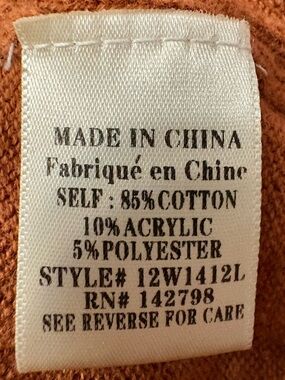 MADE IN CHINA
Fabriqué en Chine
SELF : 85%COTTON
10%ACRYLIC
5%POLYESTER
STYLE# 12W1412L
RN# 142798
SEE REVERSE FOR CARE